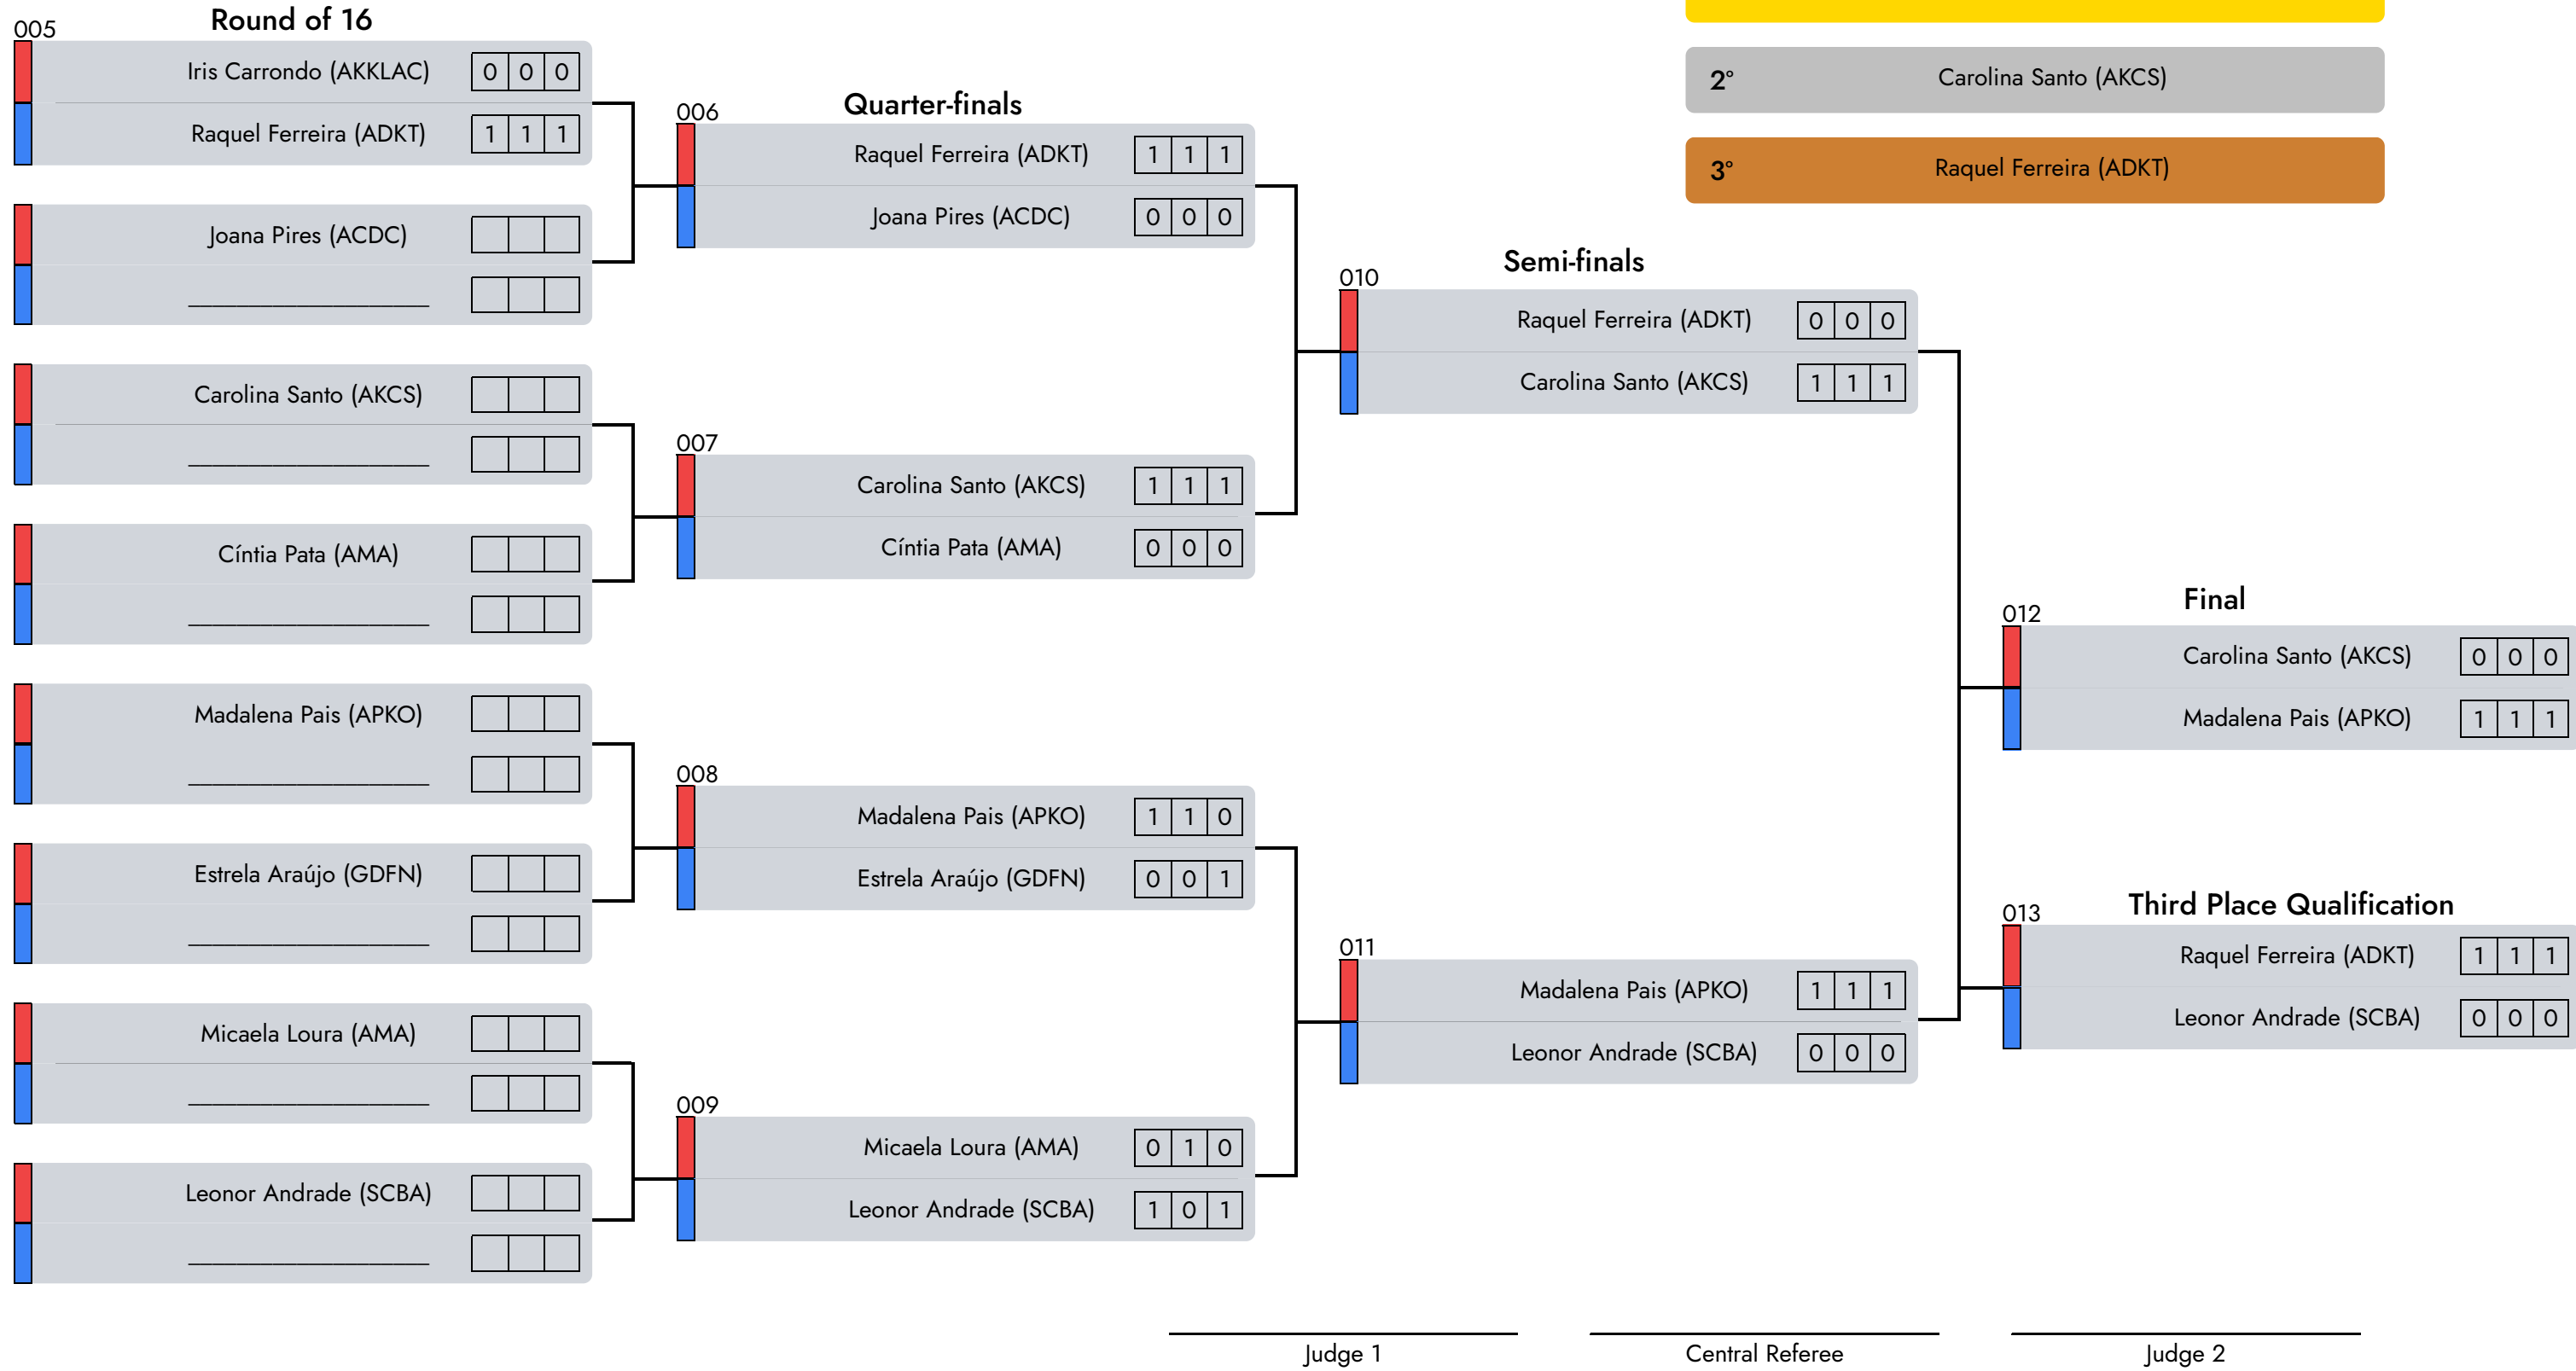 Round of 16
005
Iris Carrondo (AKKLAC) 0 0 0
Raquel Ferreira (ADKT) 1 1 1
Joana Pires (ACDC)
Carolina Santo (AKCS)
Cíntia Pata (AMA)
Madalena Pais (APKO)
Estrela Araújo (GDFN)
Micaela Loura (AMA)
Leonor Andrade (SCBA)
Quarter-finals
006
Raquel Ferreira (ADKT) 1 1 1
Joana Pires (ACDC) 0 0 0
007
Carolina Santo (AKCS) 1 1 1
Cíntia Pata (AMA) 0 0 0
008
Madalena Pais (APKO) 1 1 0
Estrela Araújo (GDFN) 0 0 1
009
Micaela Loura (AMA) 0 1 0
Leonor Andrade (SCBA) 1 0 1
2° Carolina Santo (AKCS)
3° Raquel Ferreira (ADKT)
Semi-finals
010
Raquel Ferreira (ADKT) 0 0 0
Carolina Santo (AKCS) 1 1 1
011
Madalena Pais (APKO) 1 1 1
Leonor Andrade (SCBA) 0 0 0
Final
012
Carolina Santo (AKCS) 0 0 0
Madalena Pais (APKO) 1 1 1
Third Place Qualification
013
Raquel Ferreira (ADKT) 1 1 1
Leonor Andrade (SCBA) 0 0 0
Judge 1
Central Referee
Judge 2